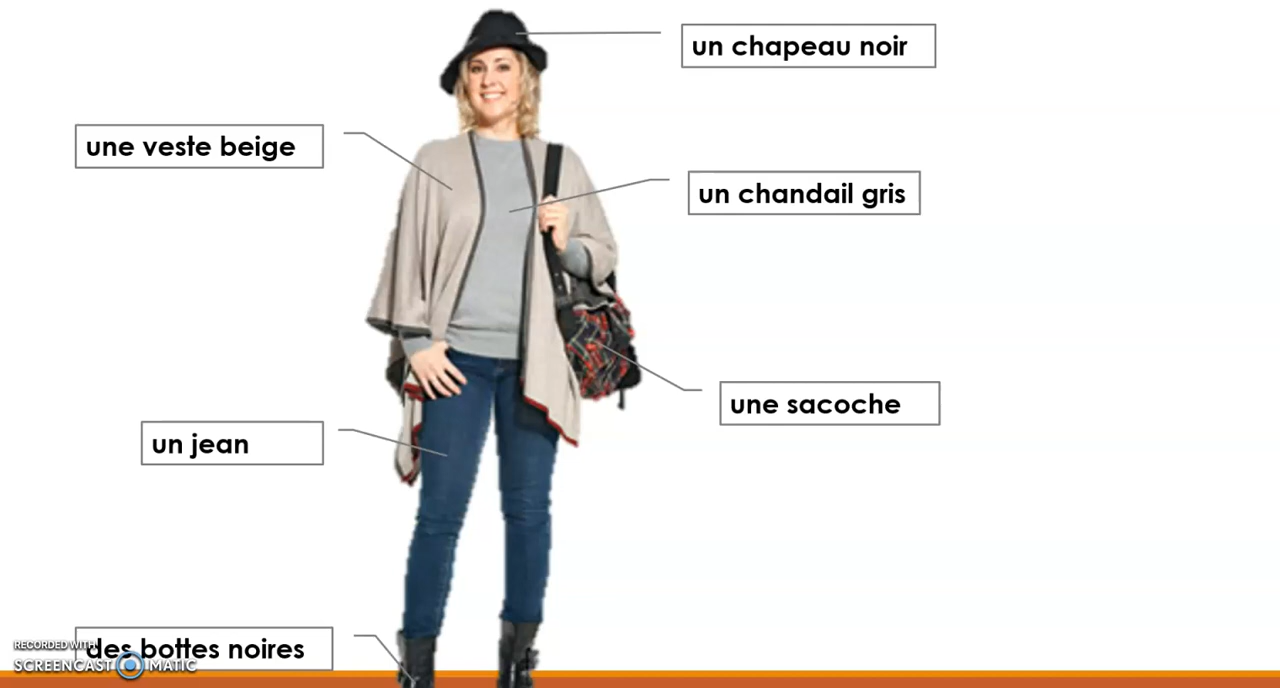 un chapeau noir
une veste beige
un chandail gris
une sacoche
un jean
des bottes noires
RECORDED WITH
SCREENCAST MATIC